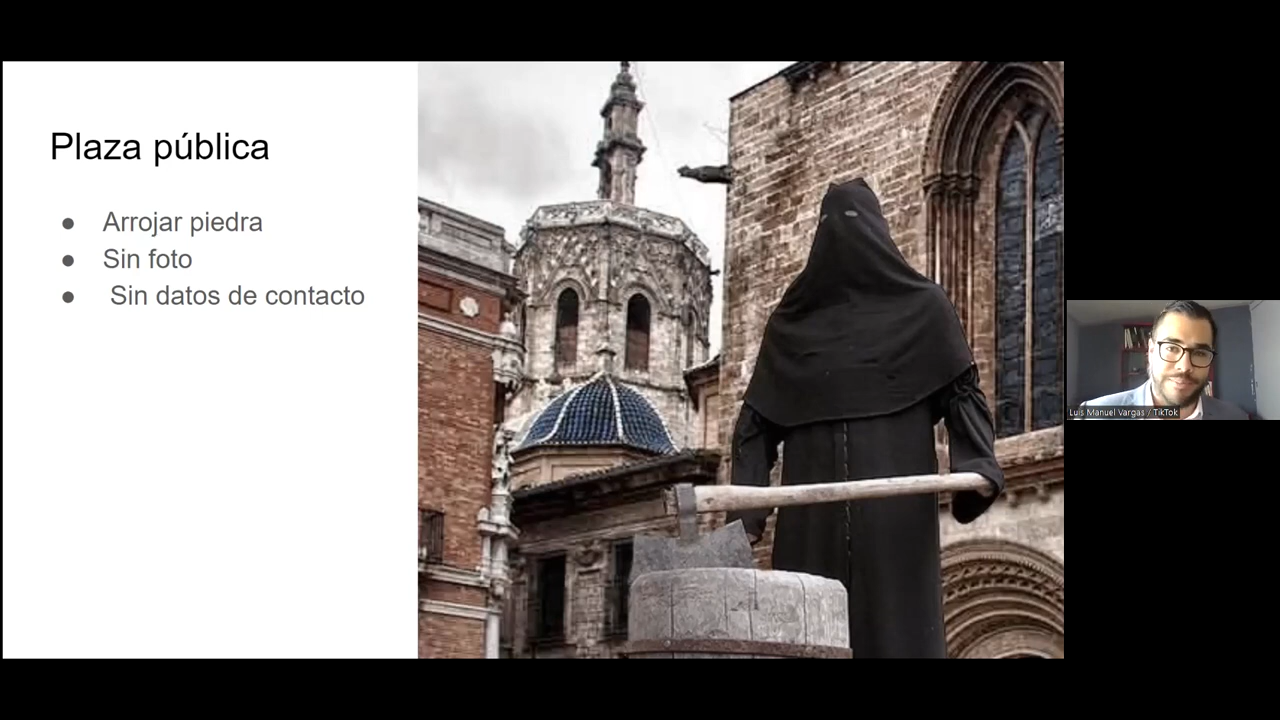 Plaza pública
● Arrojar piedra
● Sin foto
● Sin datos de contacto
Luis Manuel Vargas / TikTok